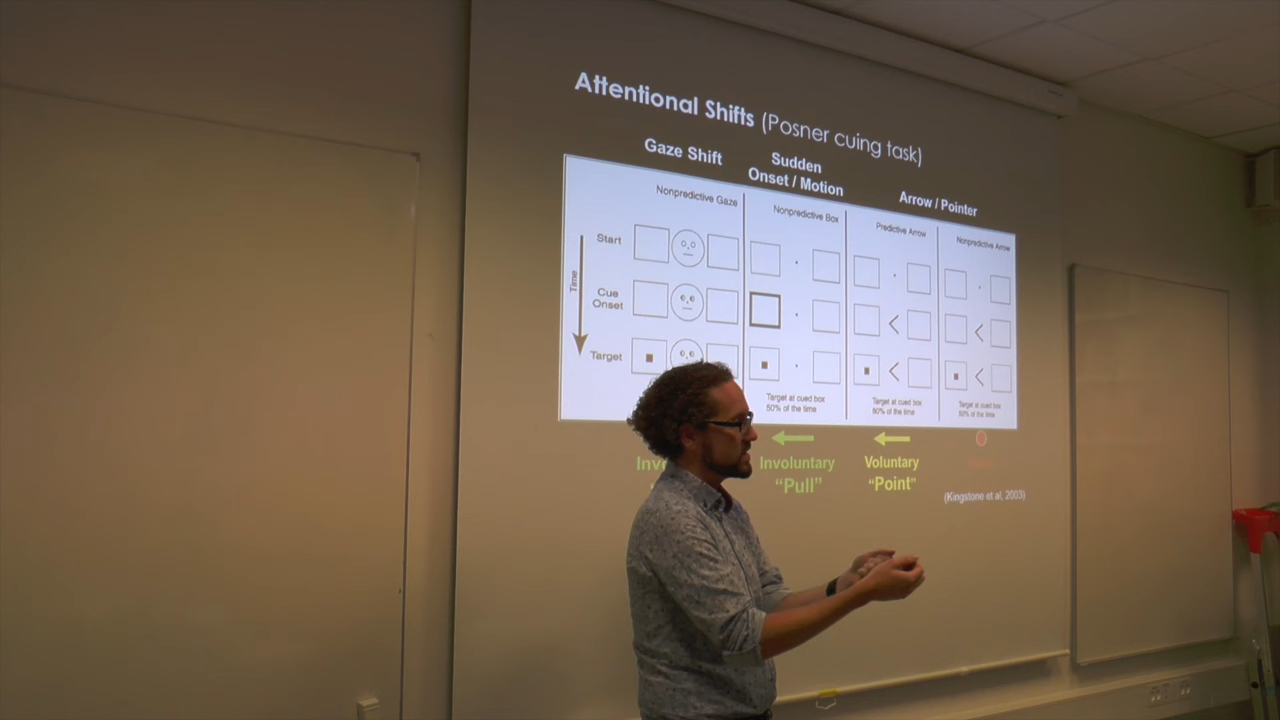 Attentional Shifts (Posner cuing task)
Gaze Shift
Sudden
Onset / Motion
Arrow / Pointer
Nonpredictive Gaze
Nonpredictive Box
Predictive Arrow
Nonpredictive Arrow
Time
Start
Cue
Onset
Target
Target at cued box
50% of the time
Target at cued box
80% of the time
Target at cued box
50% of the time
Involuntary
"Pull"
Voluntary
"Point"
(Kingstone et al, 2003)